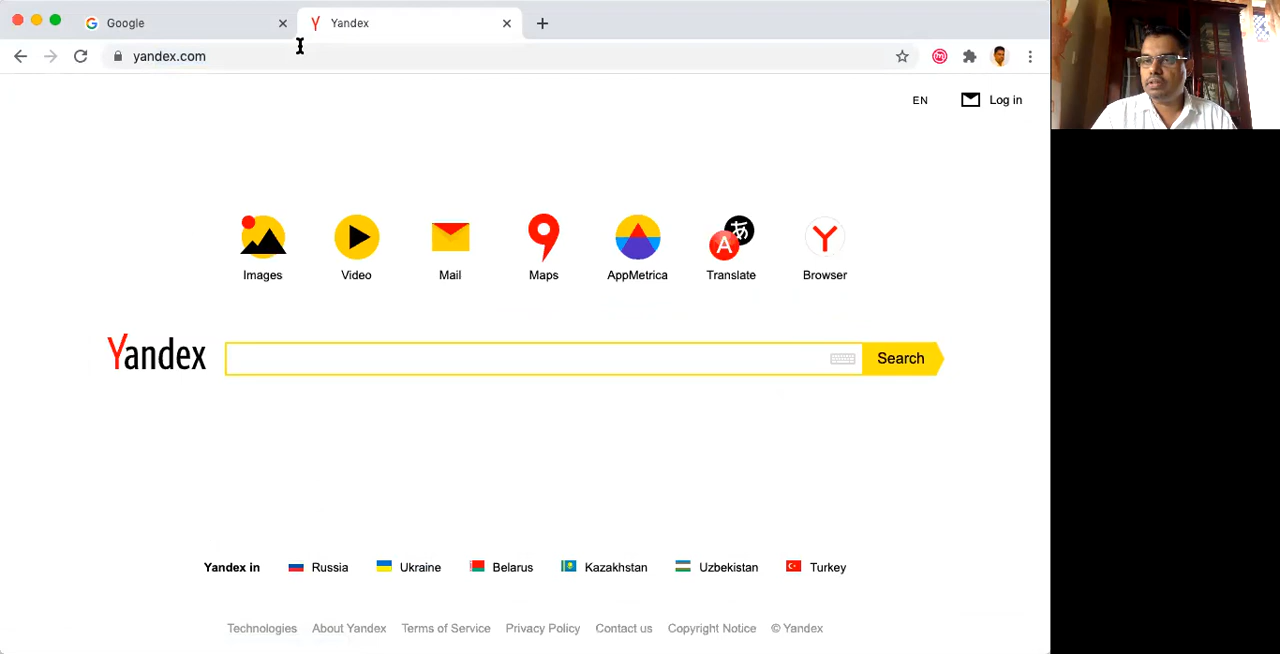 Google
Yandex
yandex.com
EN
Log in
Images
Video
Mail
Maps
AppMetrica
A
あ
Translate
Browser
Yandex
Search
Yandex in
Russia
Ukraine
Belarus
Kazakhstan
Uzbekistan
Turkey
Technologies
About Yandex
Terms of Service
Privacy Policy
Contact us
Copyright Notice
© Yandex